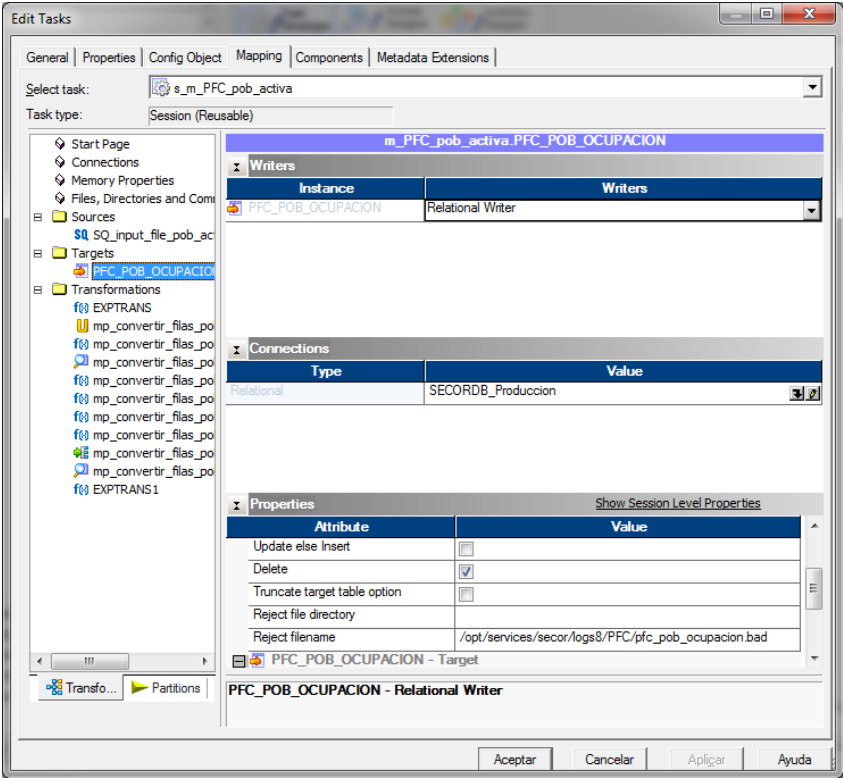 Edit Tasks
General Properties Config Object Mapping Components Metadata Extensions
Select task: s_m_PFC_pob_activa
Task type: Session (Reusable)
Start Page
Connections
Memory Properties
Files, Directories and Com
Sources
SQ SQ_input_file_pob_ac
Targets
PFC_POB_OCUPACIO
Transformations
f(x) EXPTRANS
mp_convertir_filas_po
f(x) mp_convertir_filas_po
mp_convertir_filas_po
f(x) mp_convertir_filas_po
f(x) mp_convertir_filas_po
f(x) mp_convertir_filas_po
f(x) mp_convertir_filas_po
mp_convertir_filas_po
mp_convertir_filas_po
f(x) EXPTRANS1
Transfo... Partitions
m_PFC_pob_activa.PFC_POB_OCUPACION
Writers
Instance Writers
PFC_POB_OCUPACION Relational Writer
Connections
Type Value
Relational SECORDB_Produccion
Properties Show Session Level Properties
Attribute Value
Update else Insert
Delete
Truncate target table option
Reject file directory
Reject filename /opt/services/secor/logs8/PFC/pfc_pob_ocupacion.bad
PFC_POB_OCUPACION - Target
PFC_POB_OCUPACION - Relational Writer
Aceptar Cancelar Aplicar Ayuda